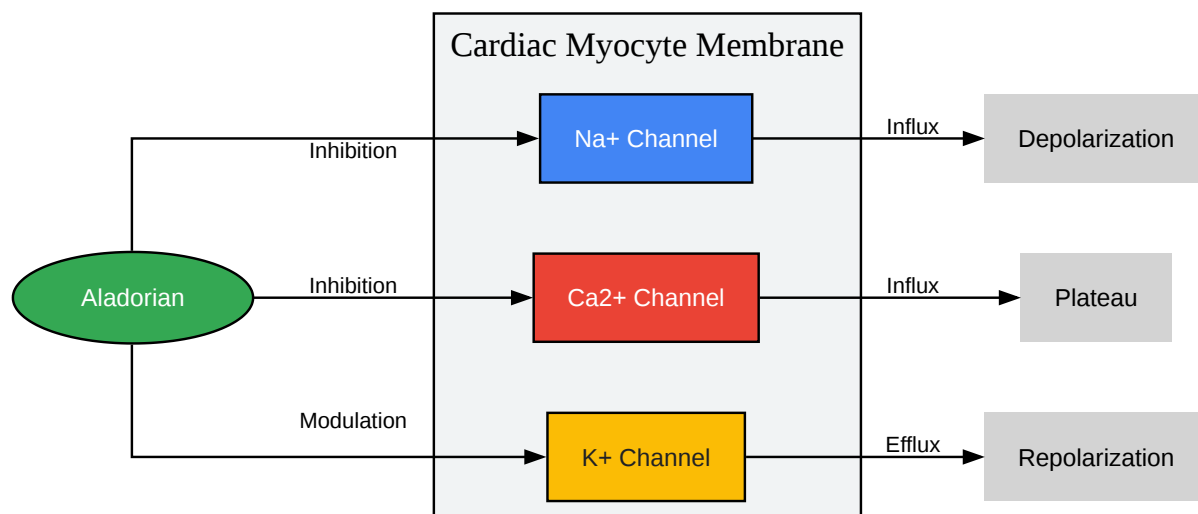 Cardiac Myocyte Membrane
Na+ Channel
Influx
Depolarization
Inhibition
Aladorian
Inhibition
Ca2+ Channel
Influx
Plateau
Modulation
K+ Channel
Efflux
Repolarization